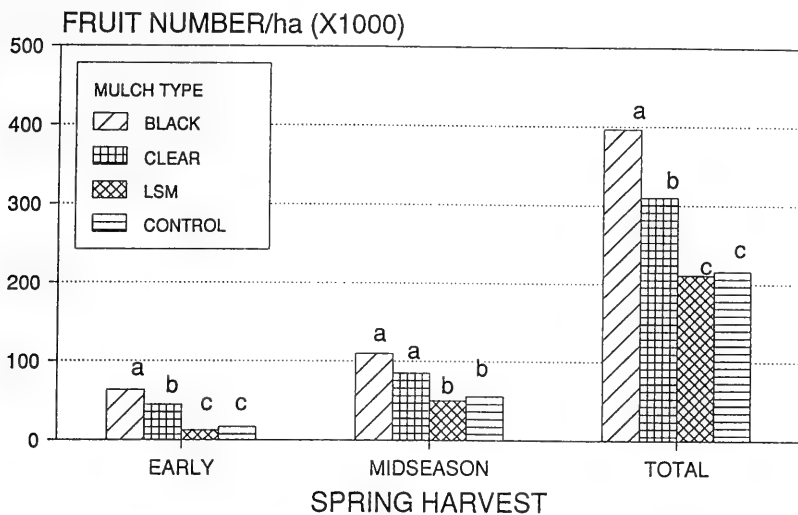 FRUIT NUMBER/ha (X1000)
500
400
300
200
100
0
MULCH TYPE
BLACK
CLEAR
LSM
CONTROL
a b c c
a a b b
a b c c
EARLY MIDSEASON TOTAL
SPRING HARVEST